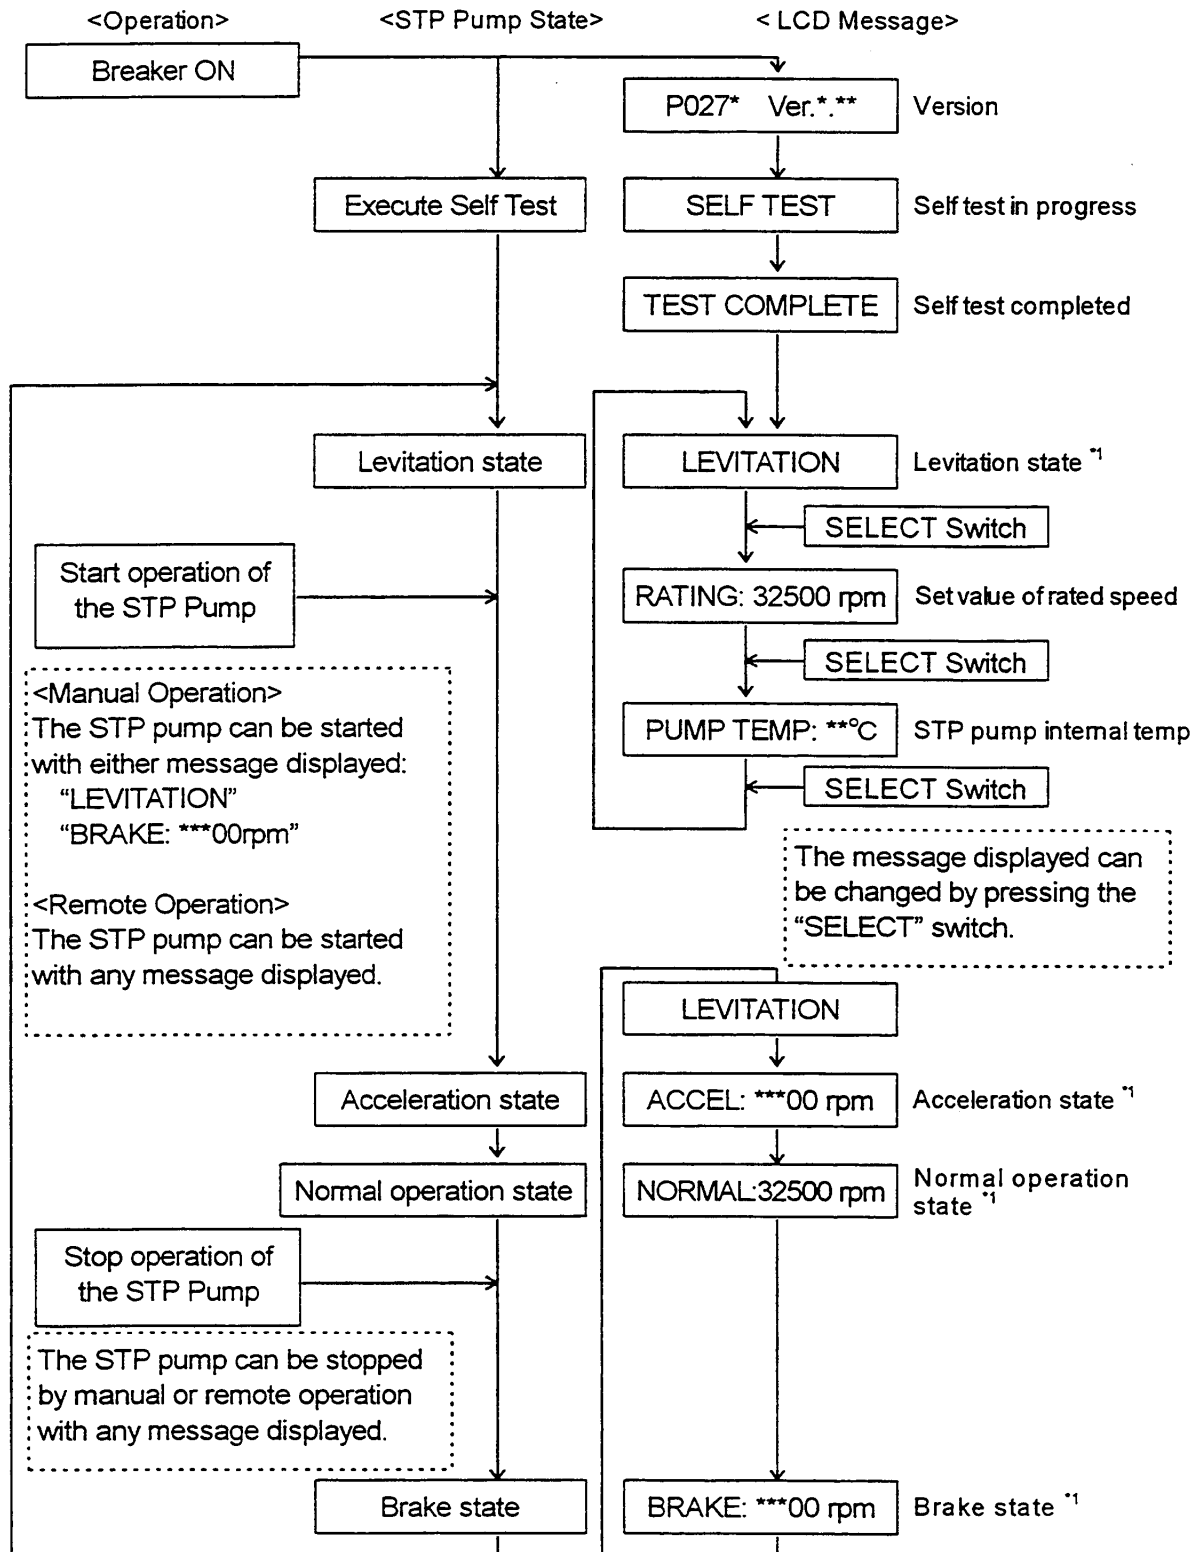 <Operation> <STP Pump State> < LCD Message>
Breaker ON
P027* Ver.*.** Version
Execute Self Test SELF TEST Self test in progress
TEST COMPLETE Self test completed
Levitation state LEVITATION Levitation state *1
SELECT Switch
Start operation of
the STP Pump
RATING: 32500 rpm Set value of rated speed
SELECT Switch
<Manual Operation>
The STP pump can be started
with either message displayed:
“LEVITATION”
“BRAKE: ***00rpm”
<Remote Operation>
The STP pump can be started
with any message displayed.
PUMP TEMP: **°C STP pump internal temp
SELECT Switch
The message displayed can
be changed by pressing the
“SELECT” switch.
LEVITATION
Acceleration state ACCEL: ***00 rpm Acceleration state *1
Normal operation state NORMAL:32500 rpm Normal operation
state *1
Stop operation of
the STP Pump
The STP pump can be stopped
by manual or remote operation
with any message displayed.
Brake state BRAKE: ***00 rpm Brake state *1